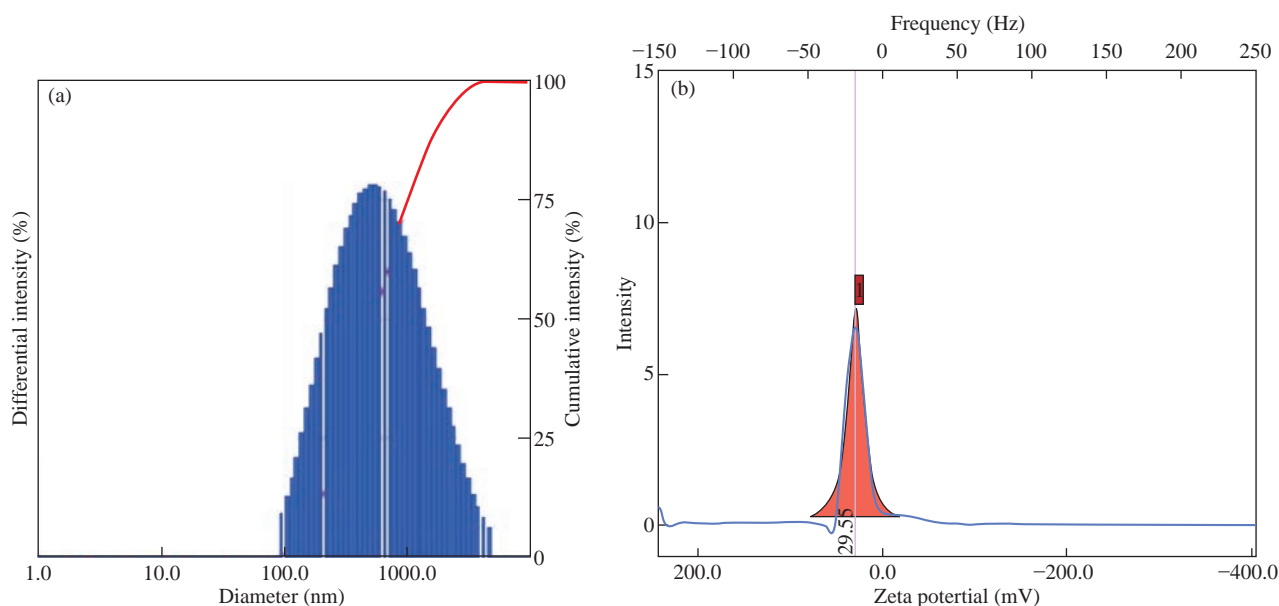 (a)
Differential intensity (%)
100
75
50
25
0
Cumulative intensity (%)
1.0 10.0 100.0 1000.0
Diameter (nm)
Frequency (Hz)
−150 −100 −50 0 50 100 150 200 250
(b)
15
10
5
0
Intensity
1
29.55
200.0 0.0 −200.0 −400.0
Zeta potertial (mV)